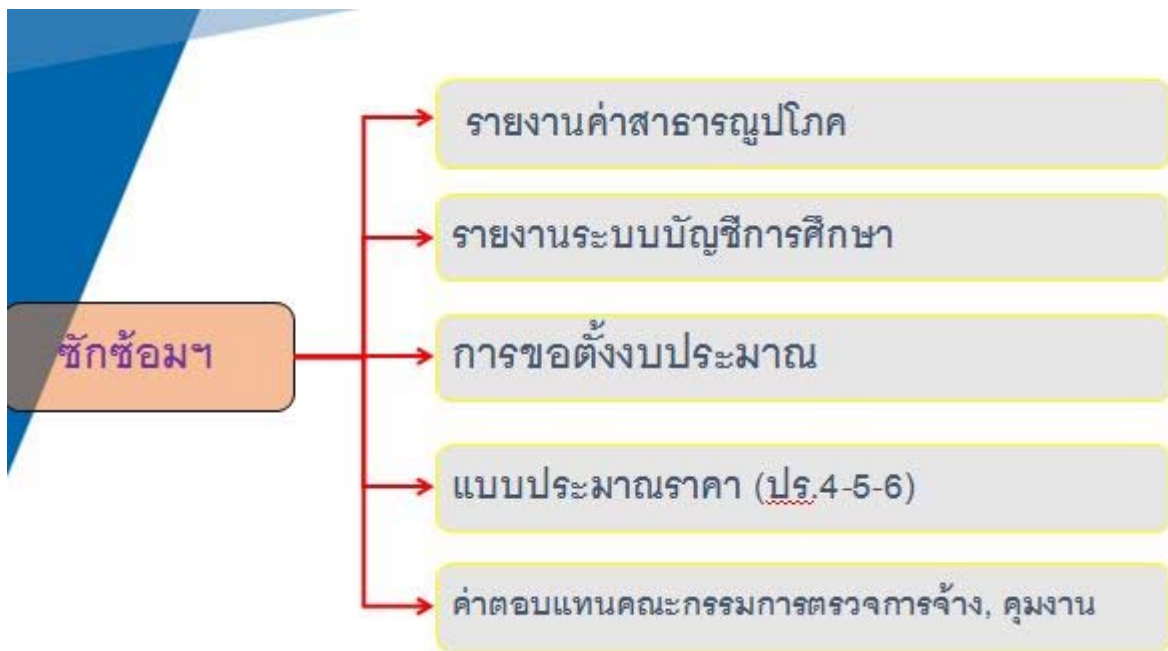 รายงานค่าสาธารณูปโภค
รายงานระบบบัญชีการศึกษา
ซักซ้อมฯ
การขอตั้งงบประมาณ
แบบประมาณราคา (ปร.4-5-6)
ค่าตอบแทนคณะกรรมการตรวจการจ้าง, คุมงาน